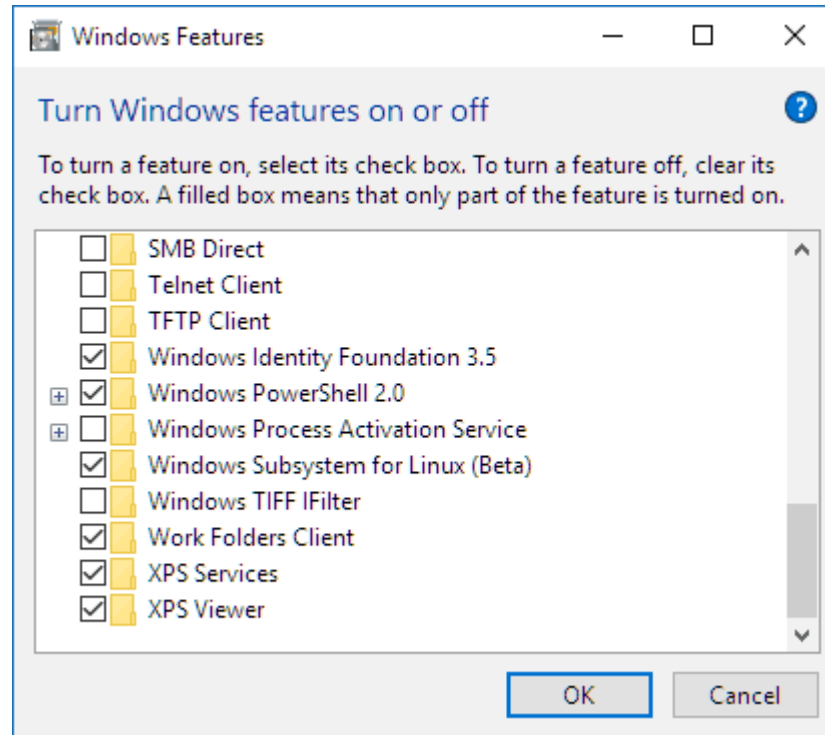 Windows Features
Turn Windows features on or off
To turn a feature on, select its check box. To turn a feature off, clear its
check box. A filled box means that only part of the feature is turned on.
SMB Direct
Telnet Client
TFTP Client
Windows Identity Foundation 3.5
Windows PowerShell 2.0
Windows Process Activation Service
Windows Subsystem for Linux (Beta)
Windows TIFF IFilter
Work Folders Client
XPS Services
XPS Viewer
OK
Cancel